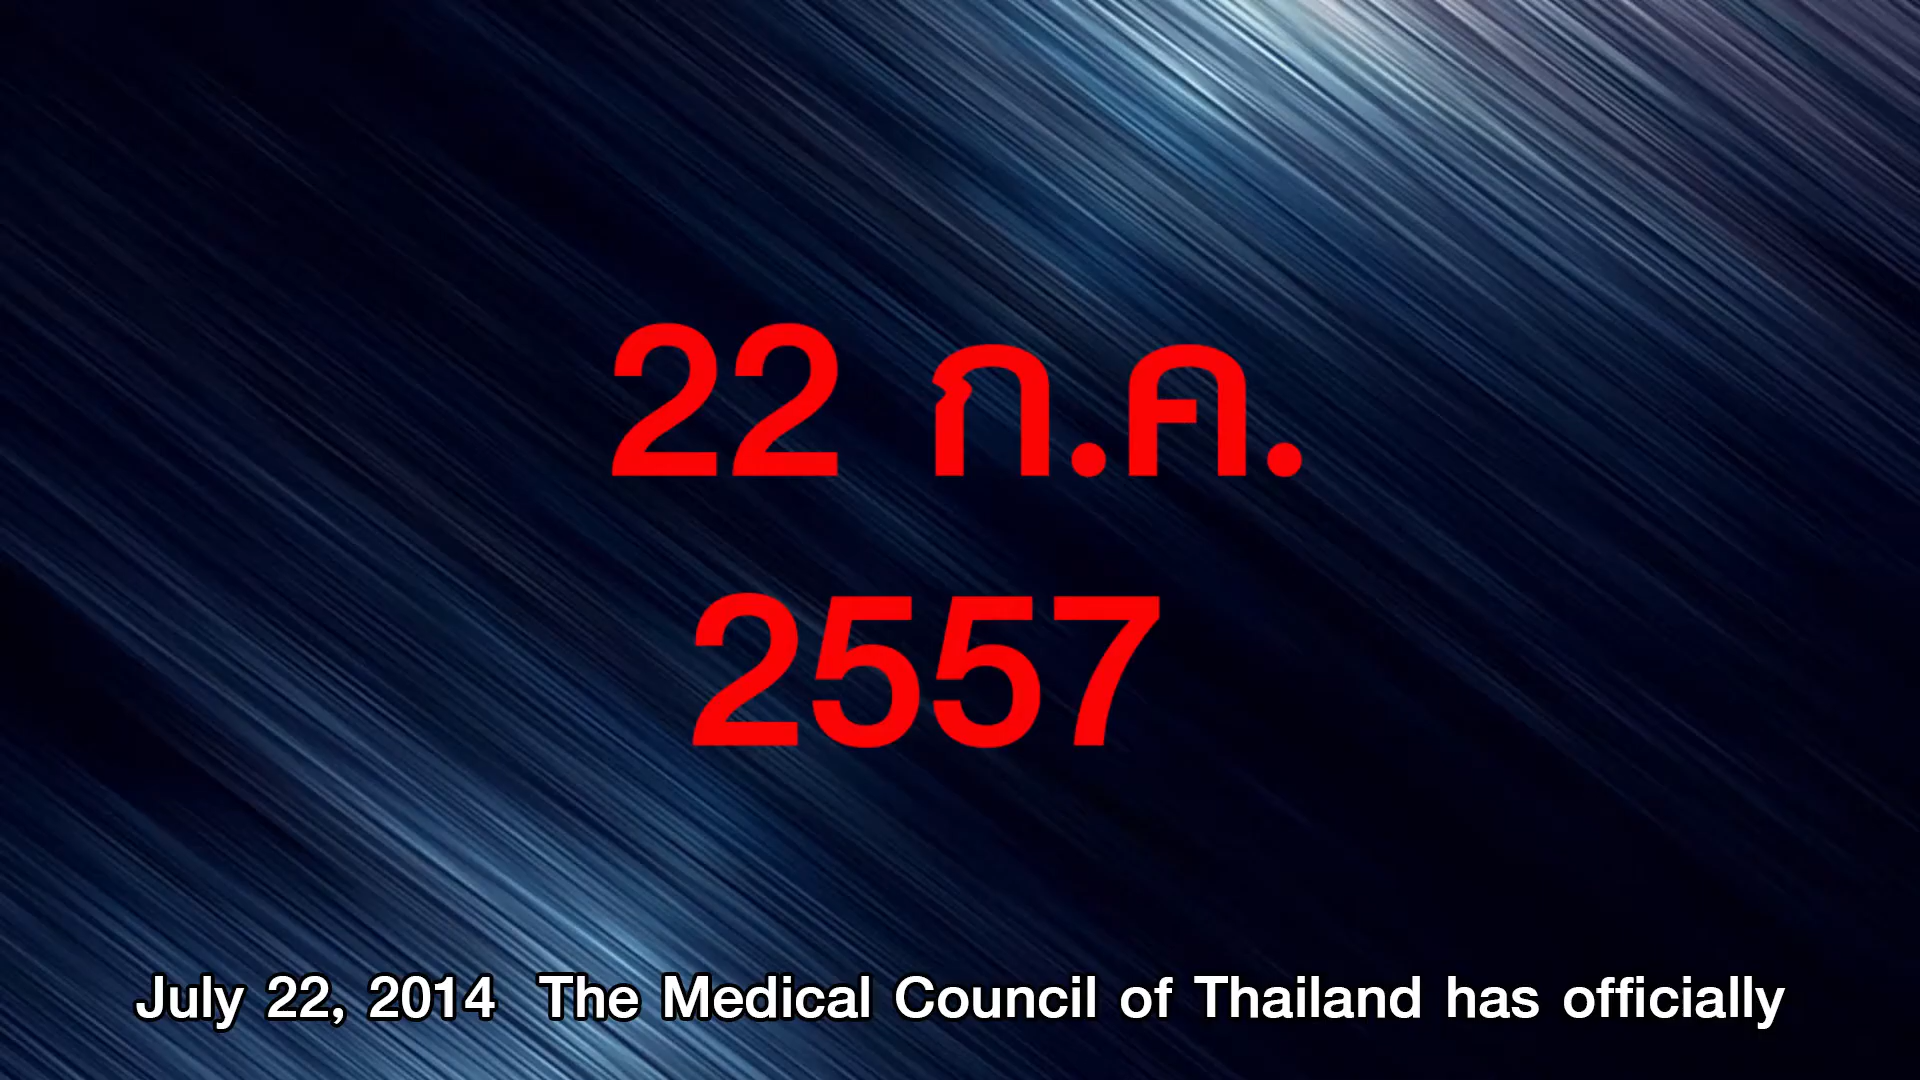 22 ก.ค.
2557
July 22, 2014 The Medical Council of Thailand has officially